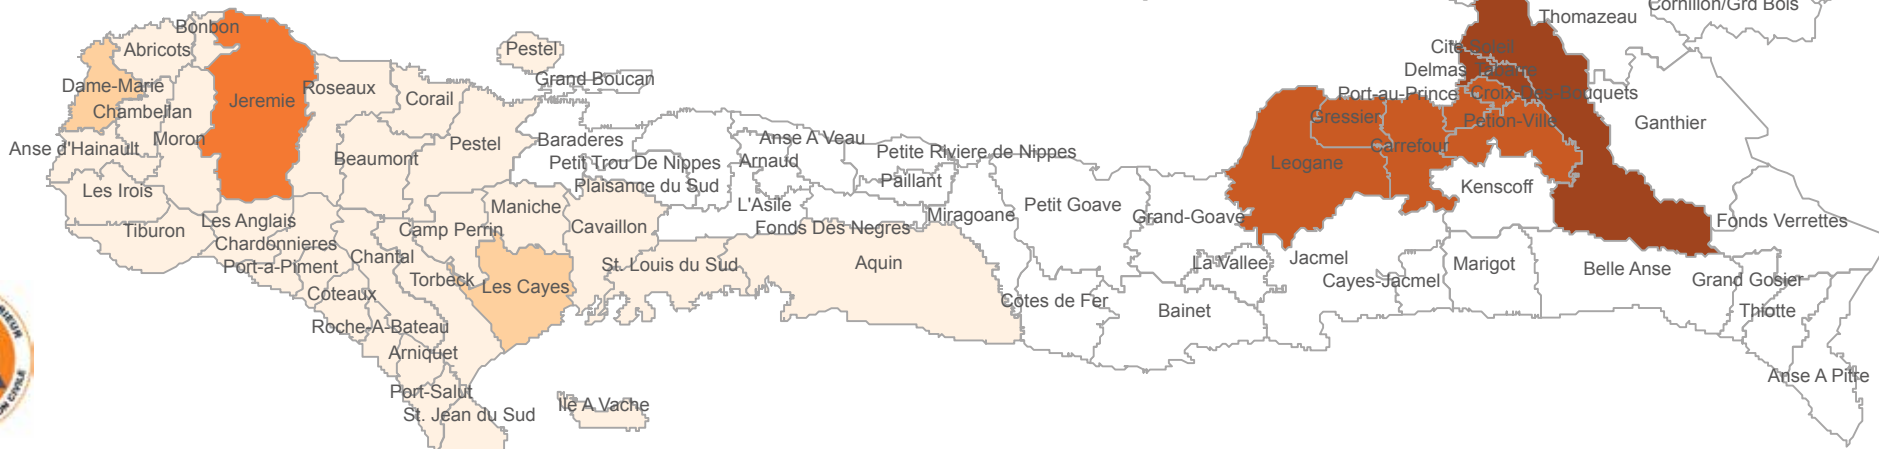 Cornillon/Grd Bois
Thomazeau
Bonbon
Abricots
Pestel
Cite Soleil
Dame-Marie
Grand Boucan
Delmas
Tabarre
Roseaux
Corail
Jeremie
Port-au-Prince
Croix-Des-Bouquets
Chambellan
Gressier
Petion-Ville
Ganthier
Moron
Anse d'Hainault
Beaumont
Pestel
Baraderes
Anse A Veau
Petite Riviere de Nippes
Carrefour
Leogane
Petit Trou De Nippes
Arnaud
Paillant
Kenscoff
Les Irois
Plaisance du Sud
Maniche
L'Asile
Petit Goave
Miragoane
Grand-Goave
Fonds Verrettes
Les Anglais
Tiburon
Camp Perrin
Cavaillon
Fonds Des Negres
Chardonnieres
Chantal
Port-a-Piment
St. Louis du Sud
Aquin
La Vallee
Jacmel
Marigot
Belle Anse
Torbeck
Les Cayes
Cayes-Jacmel
Grand Gosier
Coteaux
Cotes de Fer
Bainet
Thiotte
Roche-A-Bateau
Arniquet
Anse A Pitre
Port-Salut
Ile A Vache
St. Jean du Sud